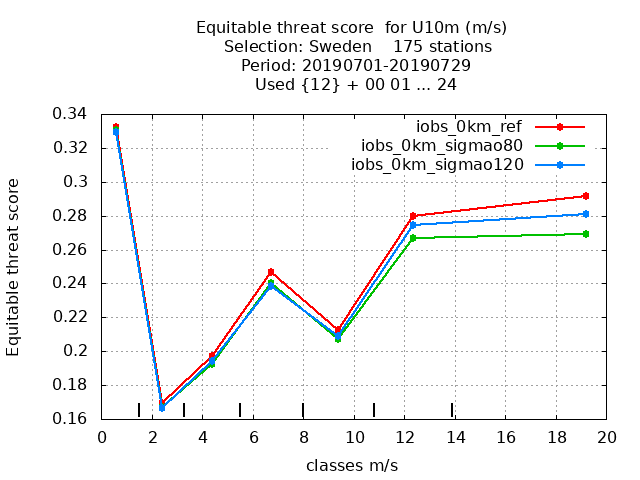 Equitable threat score  for U10m (m/s)
Selection: Sweden    175 stations
Period: 20190701-20190729
Used {12} + 00 01 ... 24
iobs_0km_ref
iobs_0km_sigmao80
iobs_0km_sigmao120
Equitable threat score
0.34
0.32
0.3
0.28
0.26
0.24
0.22
0.2
0.18
0.16
0 2 4 6 8 10 12 14 16 18 20
classes m/s